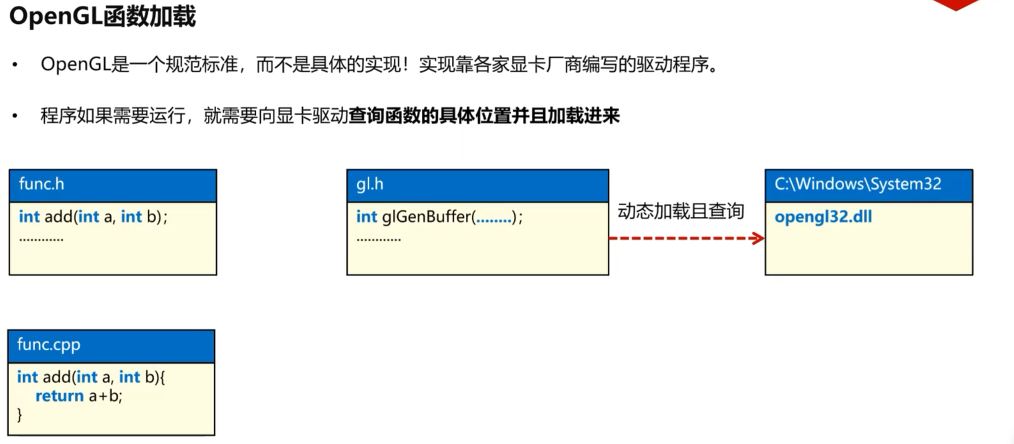 OpenGL函数加载
• OpenGL是一个规范标准，而不是具体的实现！实现靠各家显卡厂商编写的驱动程序。
• 程序如果需要运行，就需要向显卡驱动查询函数的具体位置并且加载进来
func.h
int add(int a, int b);
............
gl.h
int glGenBuffer(........);
............
动态加载且查询
C:\Windows\System32
opengl32.dll
func.cpp
int add(int a, int b){
return a+b;
}